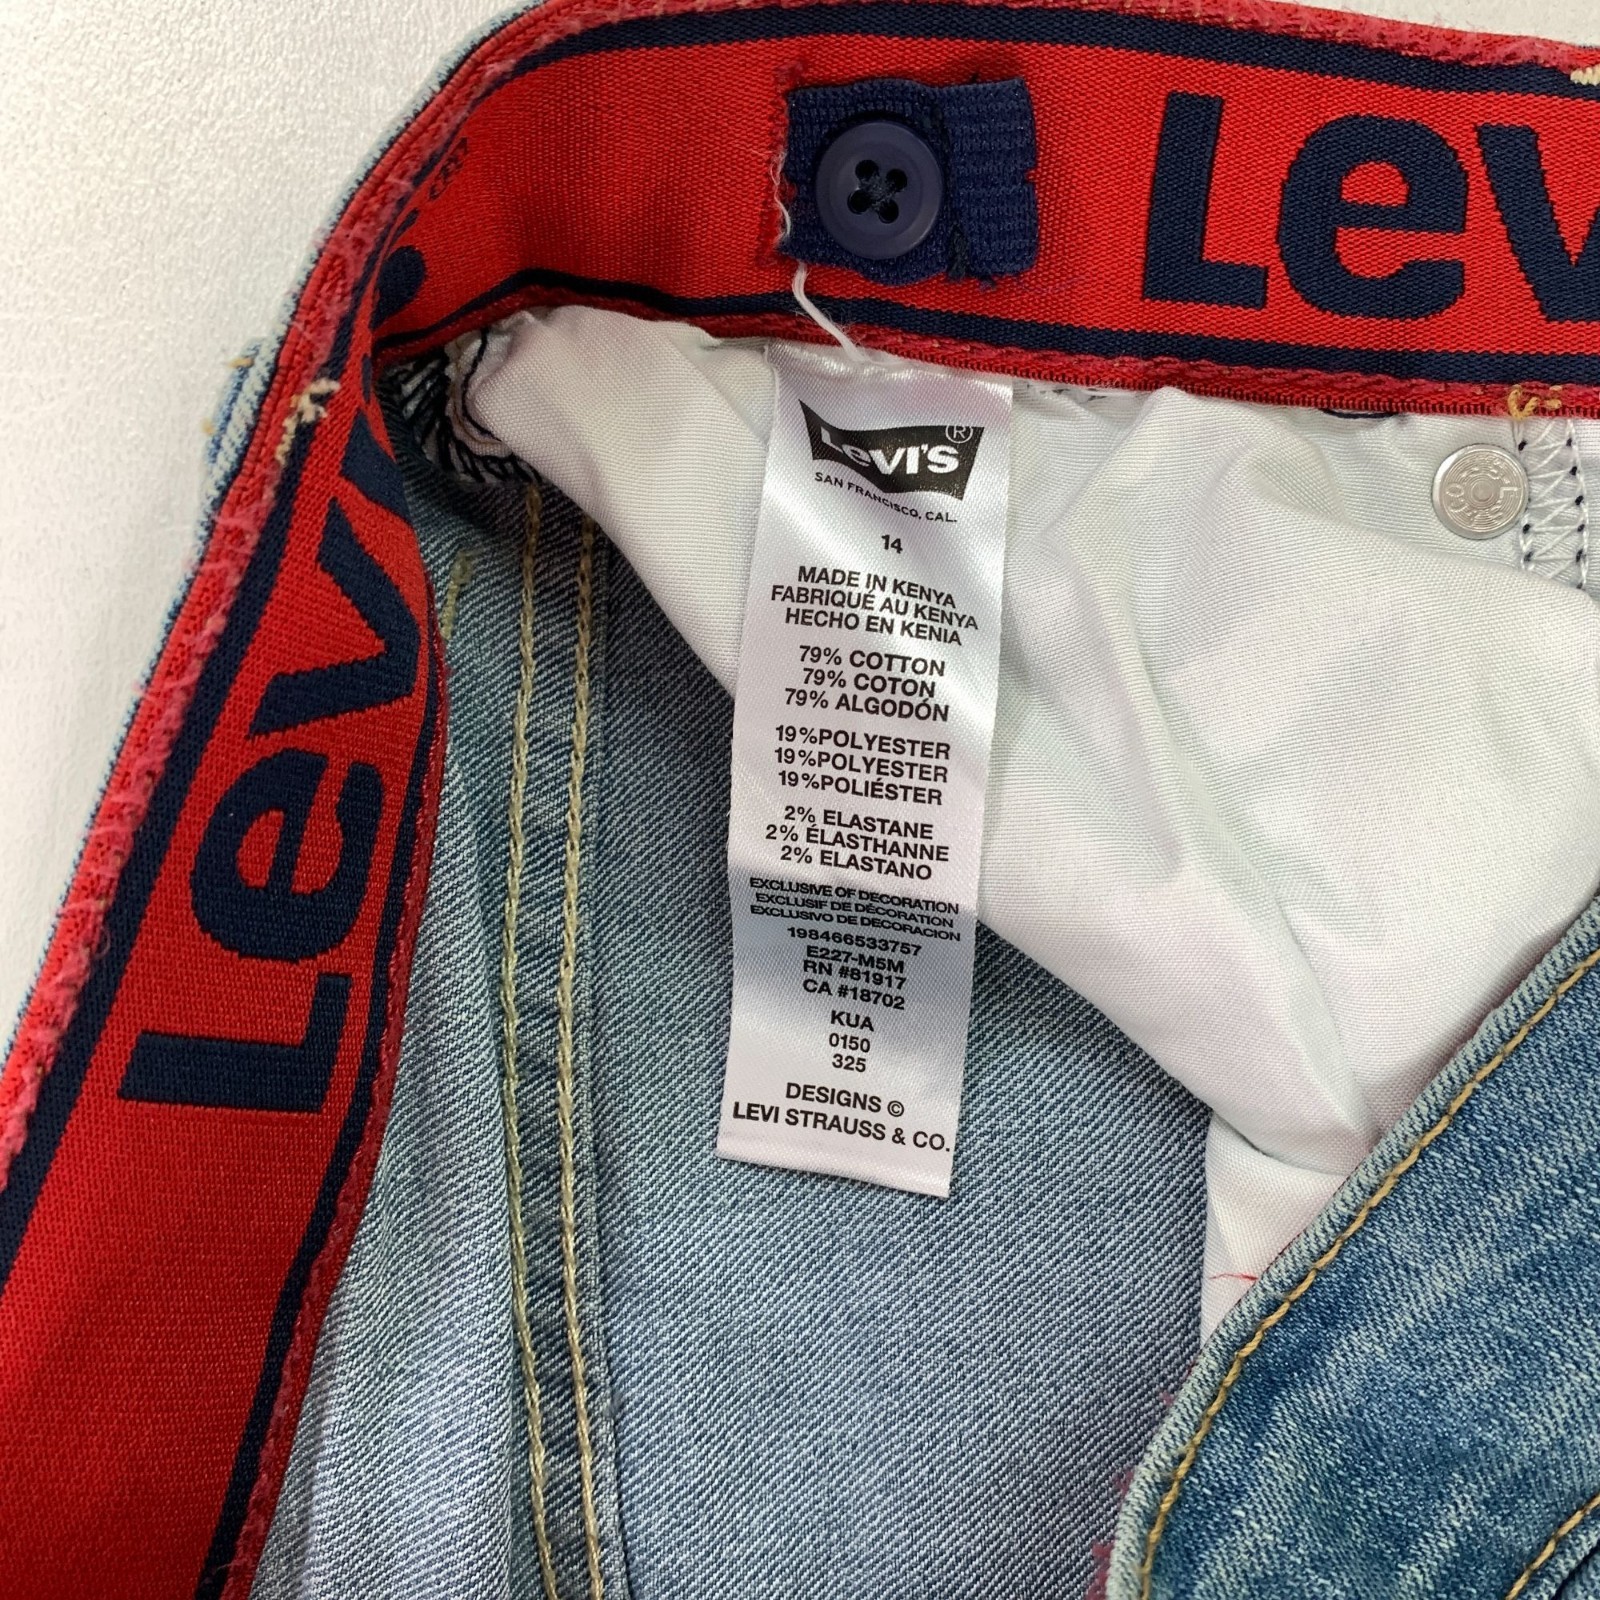 Lev
Levi
Levi's®
SAN FRANCISCO, CAL.
14
MADE IN KENYA
FABRIQUÉ AU KENYA
HECHO EN KENIA
79% COTTON
79% COTON
79% ALGODÓN
19%POLYESTER
19%POLYESTER
19%POLIÉSTER
2% ELASTANE
2% ÉLASTHANNE
2% ELASTANO
EXCLUSIVE OF DECORATION
EXCLUSIF DE DÉCORATION
EXCLUSIVO DE DECORACION
198466533757
E227-M5M
RN #81917
CA #18702
KUA
0150
325
DESIGNS ©
LEVI STRAUSS & CO.